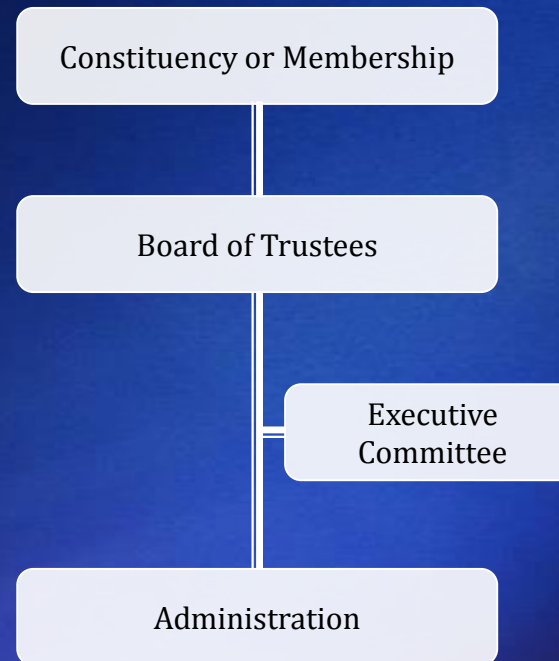 Constituency or Membership
Board of Trustees
Executive
Committee
Administration